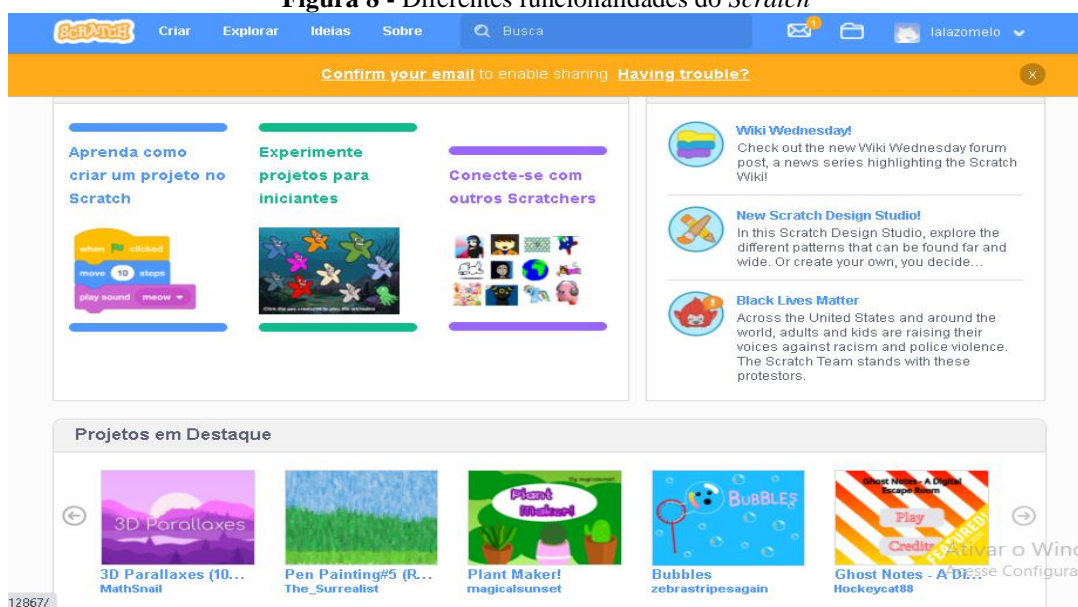 Figura 8 - Diferentes funcionalidades do Scratch
SCRATCH Criar Explorar Ideias Sobre Busca 1 lalazomelo
Confirm your email to enable sharing. Having trouble? x
Aprenda como
criar um projeto no
Scratch
when clicked
move 10 steps
play sound meow
Experimente
projetos para
iniciantes
Conecte-se com
outros Scratchers
Wiki Wednesday!
Check out the new Wiki Wednesday forum
post, a news series highlighting the Scratch
Wiki!
New Scratch Design Studio!
In this Scratch Design Studio, explore the
different patterns that can be found far and
wide. Or create your own, you decide...
Black Lives Matter
Across the United States and around the
world, adults and kids are raising their
voices against racism and police violence.
The Scratch Team stands with these
protestors.
Projetos em Destaque
3D Parallaxes
Plant
Maker!
BUBBLES
Ghost Notes - A Digital
Escape Room
Play
Credits
FEATURED!
3D Parallaxes (10...
MathSnail
Pen Painting#5 (R...
The_Surrealist
Plant Maker!
magicalsunset
Bubbles
zebrastripesagain
Ghost Notes - A Di...
Hockeycat88
Ativar o Wind
Acesse Configura
12867/